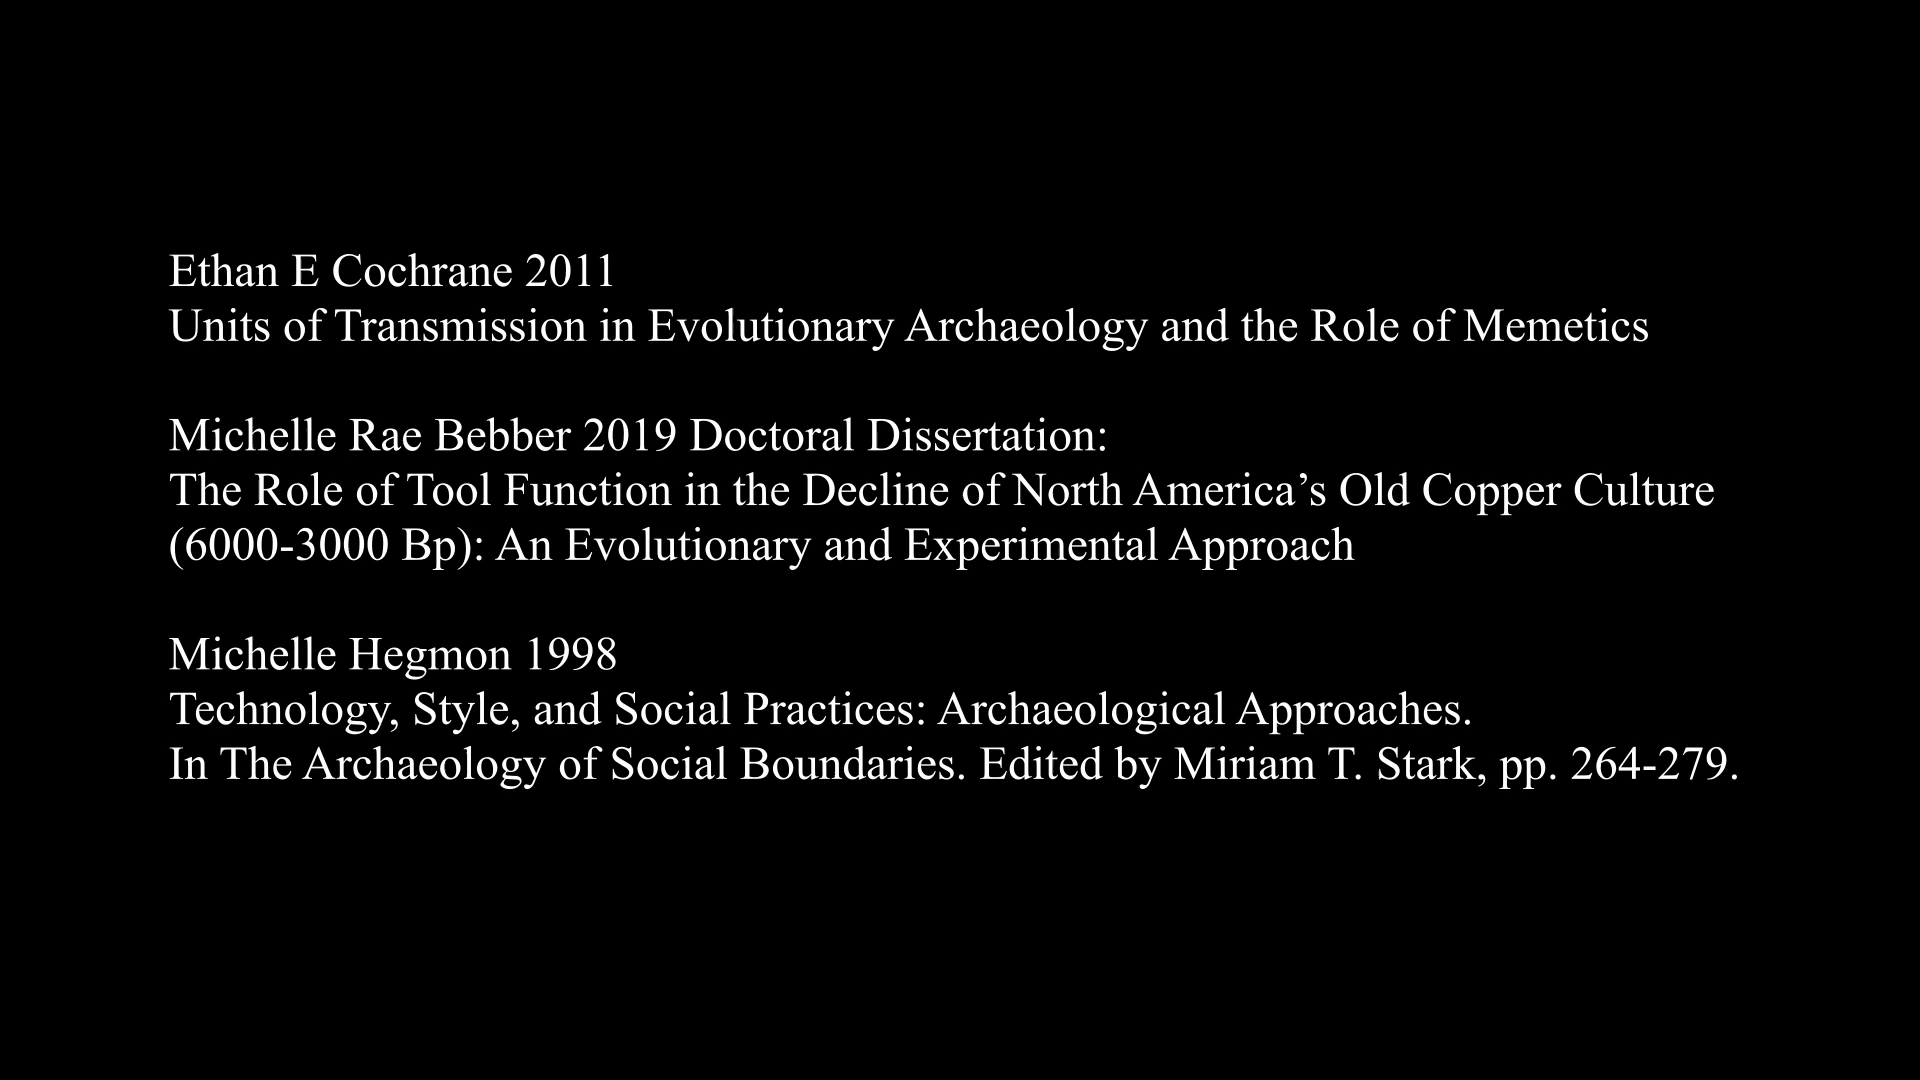 Ethan E Cochrane 2011
Units of Transmission in Evolutionary Archaeology and the Role of Memetics
Michelle Rae Bebber 2019 Doctoral Dissertation:
The Role of Tool Function in the Decline of North America’s Old Copper Culture
(6000-3000 Bp): An Evolutionary and Experimental Approach
Michelle Hegmon 1998
Technology, Style, and Social Practices: Archaeological Approaches.
In The Archaeology of Social Boundaries. Edited by Miriam T. Stark, pp. 264-279.